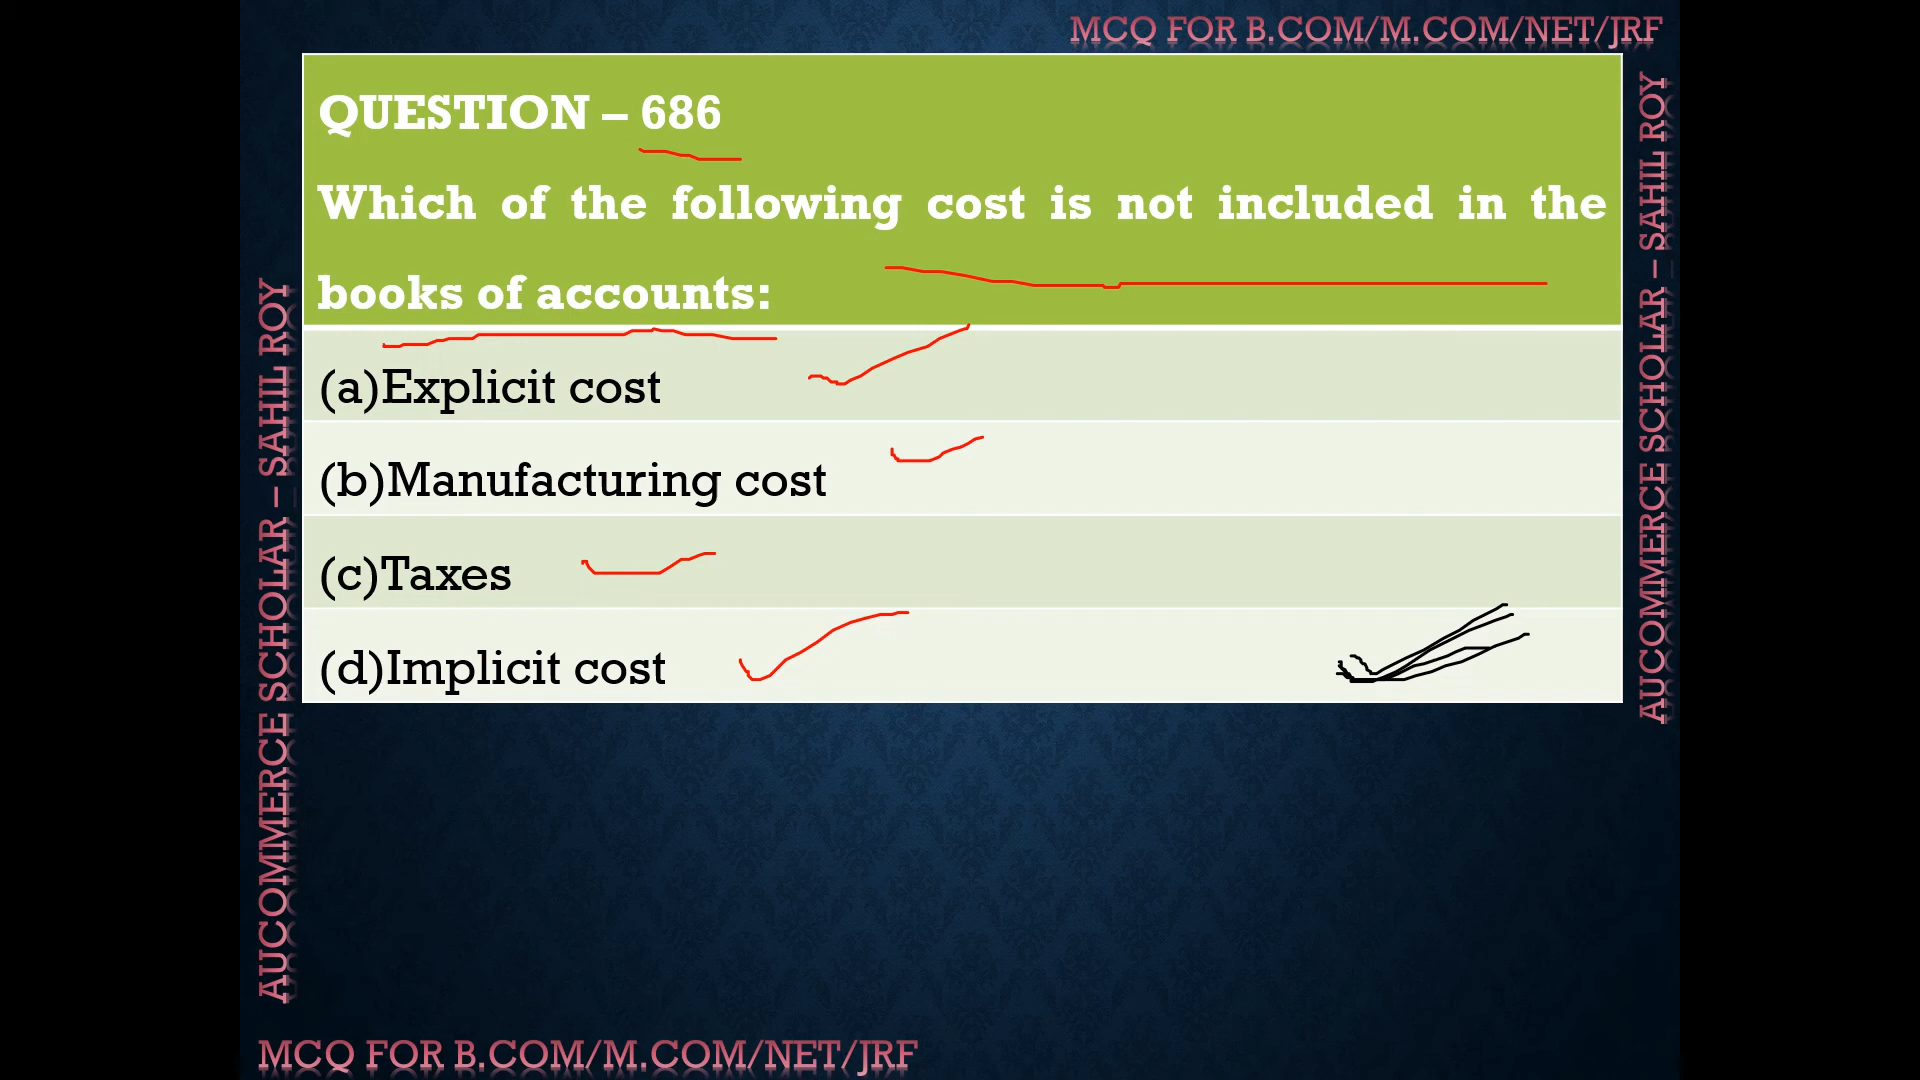 MCQ FOR B.COM/M.COM/NET/JRF
QUESTION – 686
Which of the following cost is not included in the
books of accounts:
(a)Explicit cost
(b)Manufacturing cost
(c)Taxes
(d)Implicit cost
AUCOMMERCE SCHOLAR – SAHIL ROY
AUCOMMERCE SCHOLAR – SAHIL ROY
MCQ FOR B.COM/M.COM/NET/JRF